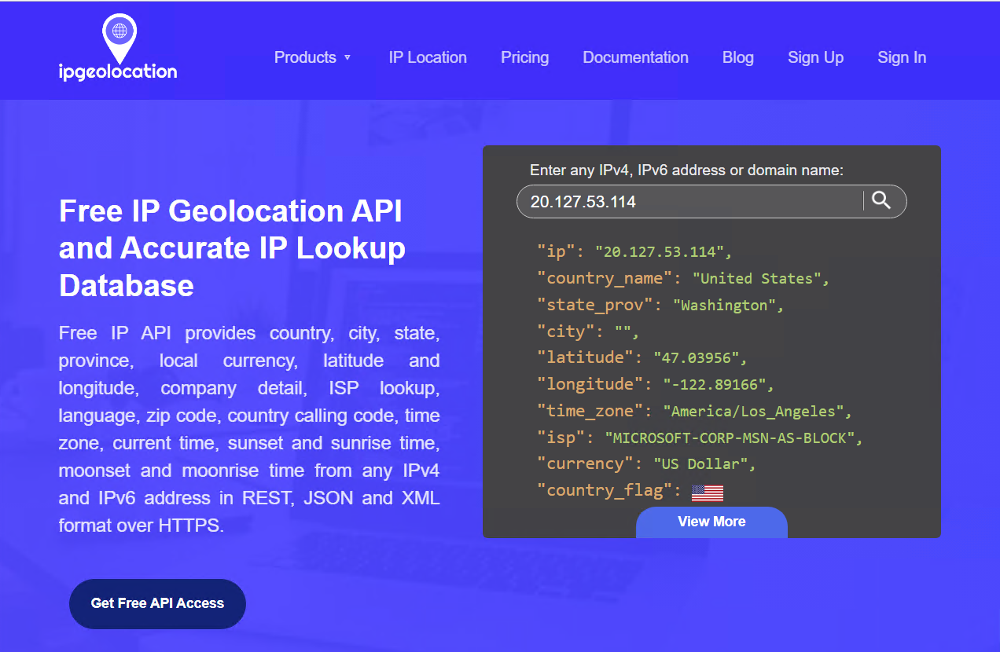 ipgeolocation
Products ▼ IP Location Pricing Documentation Blog Sign Up Sign In
Free IP Geolocation API
and Accurate IP Lookup
Database
Free IP API provides country, city, state,
province, local currency, latitude and
longitude, company detail, ISP lookup,
language, zip code, country calling code, time
zone, current time, sunset and sunrise time,
moonset and moonrise time from any IPv4
and IPv6 address in REST, JSON and XML
format over HTTPS.
Get Free API Access
Enter any IPv4, IPv6 address or domain name:
20.127.53.114
"ip": "20.127.53.114",
"country_name": "United States",
"state_prov": "Washington",
"city": "",
"latitude": "47.03956",
"longitude": "-122.89166",
"time_zone": "America/Los_Angeles",
"isp": "MICROSOFT-CORP-MSN-AS-BLOCK",
"currency": "US Dollar",
"country_flag":
View More